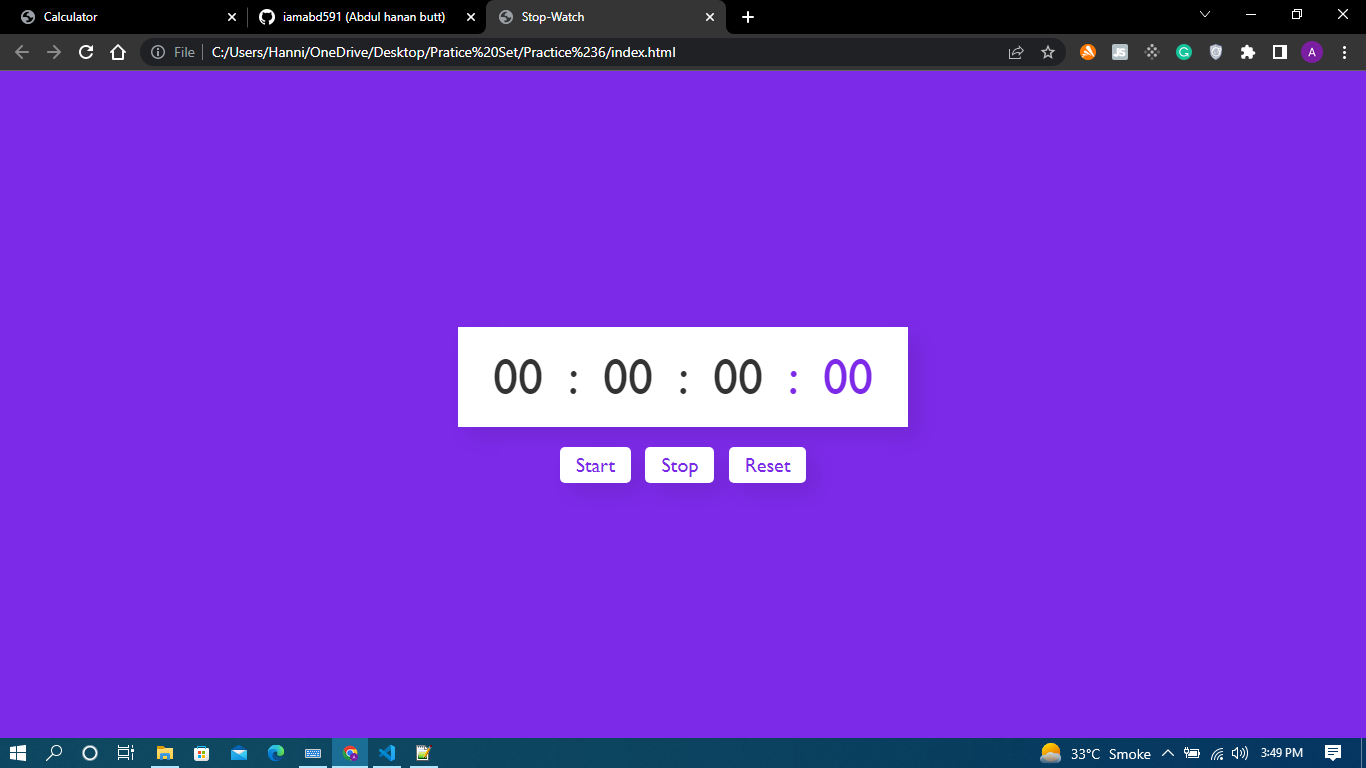 Calculator
iamabd591 (Abdul hanan butt)
Stop-Watch
File
C:/Users/Hanni/OneDrive/Desktop/Pratice%20Set/Practice%236/index.html
JS
G
A
00 : 00 : 00 : 00
Start Stop Reset
33°C Smoke
3:49 PM